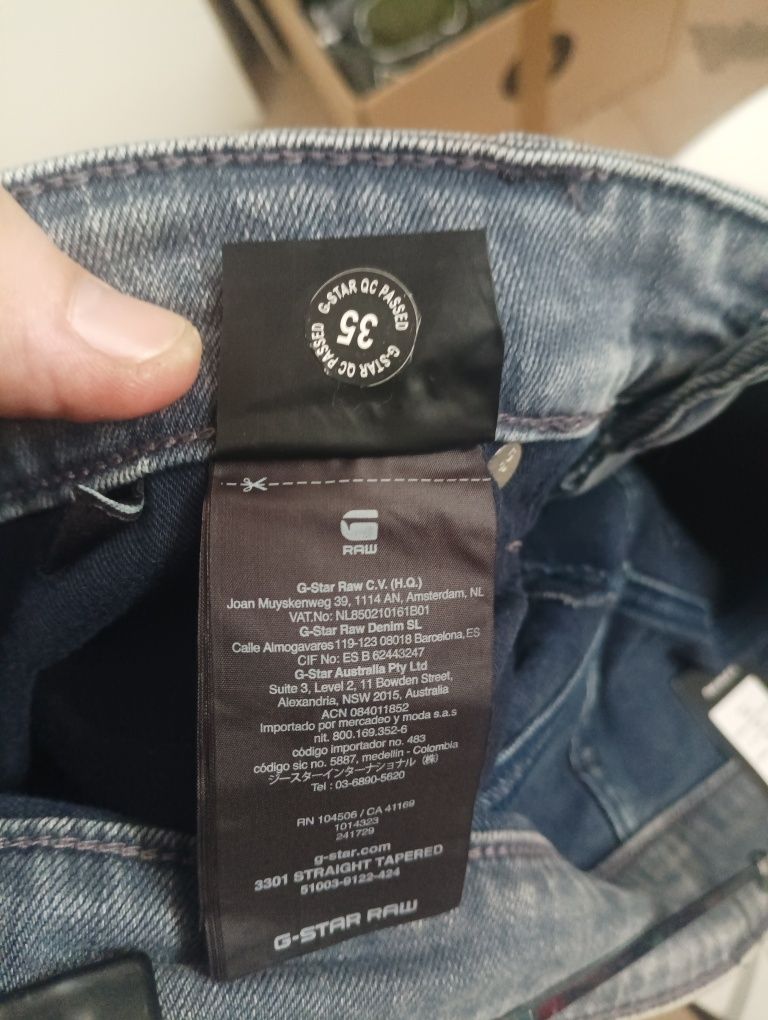 G-STAR QC PASSED G-STAR QC PASSED
35
G
RAW
G-Star Raw C.V. (H.Q.)
Joan Muyskenweg 39, 1114 AN, Amsterdam, NL
VAT.No: NL850210161B01
G-Star Raw Denim SL
Calle Almogavares 119-123 08018 Barcelona, ES
CIF No: ES B 62443247
G-Star Australia Pty Ltd
Suite 3, Level 2, 11 Bowden Street,
Alexandria, NSW 2015, Australia
ACN 084011852
Importado por mercadeo y moda s.a.s
nit. 800.169.352-6
código importador no. 483
código sic no. 5887, medellin - Colombia
ジースターインターナショナル (株)
Tel : 03-6890-5620
RN 104506 / CA 41169
1014323
241729
g-star.com
3301 STRAIGHT TAPERED
51003-9122-424
G-STAR RAW